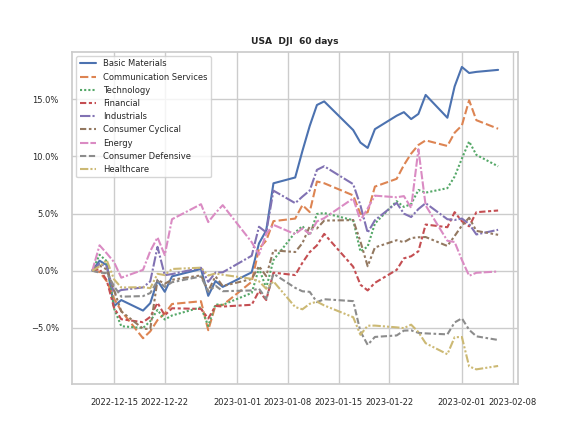 USA DJI 60 days
Basic Materials
Communication Services
Technology
Financial
Industrials
Consumer Cyclical
Energy
Consumer Defensive
Healthcare
15.0%
10.0%
5.0%
0.0%
−5.0%
2022-12-15 2022-12-22 2023-01-01 2023-01-08 2023-01-15 2023-01-22 2023-02-01 2023-02-08